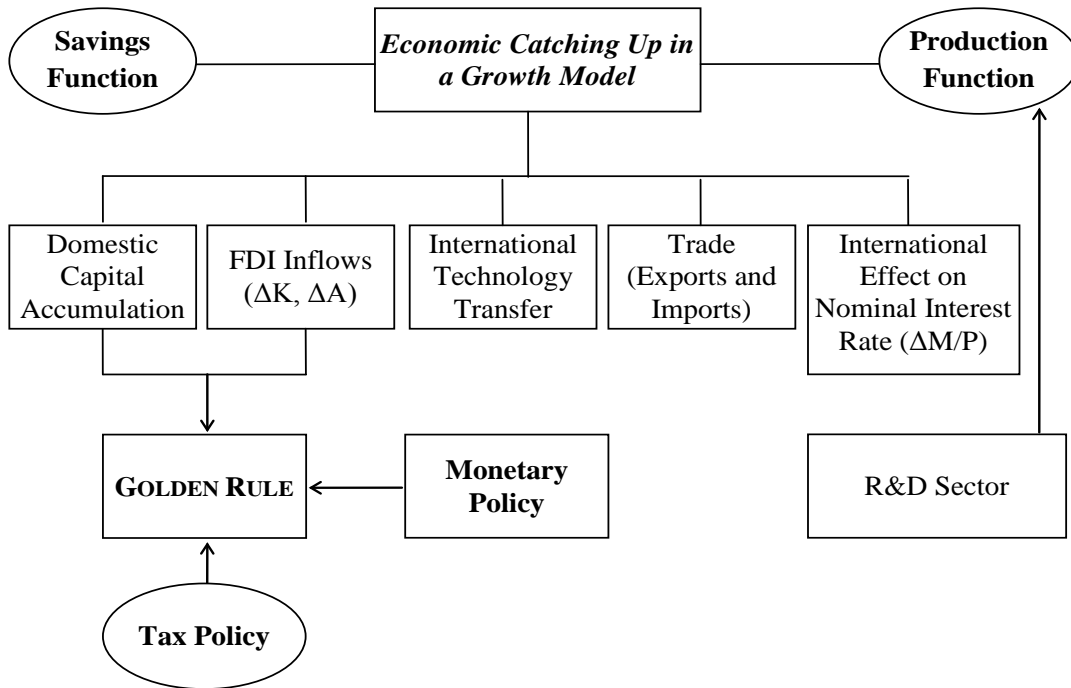 Savings
Function
Economic Catching Up in
a Growth Model
Production
Function
Domestic
Capital
Accumulation
FDI Inflows
(ΔK, ΔA)
International
Technology
Transfer
Trade
(Exports and
Imports)
International
Effect on
Nominal Interest
Rate (ΔM/P)
GOLDEN RULE
Monetary
Policy
R&D Sector
Tax Policy